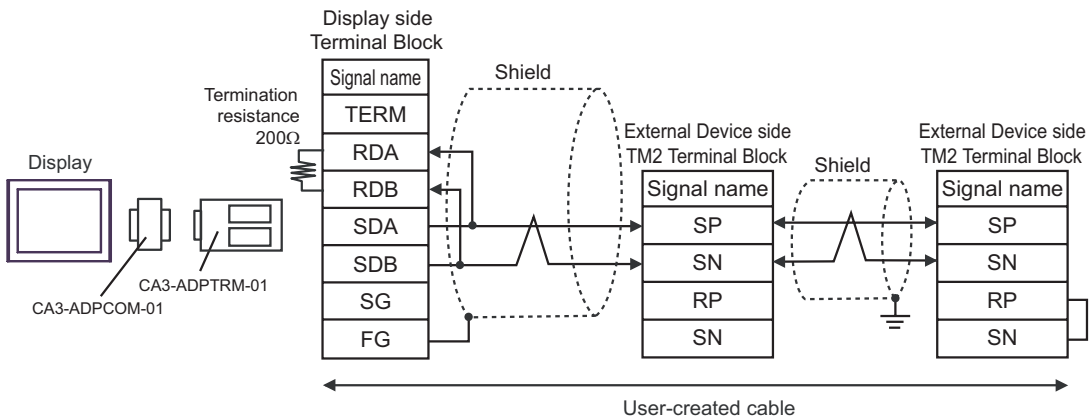 Display side
Terminal Block
Signal name
TERM
RDA
RDB
SDA
SDB
SG
FG
Termination
resistance
200Ω
Display
CA3-ADPCOM-01
CA3-ADPTRM-01
Shield
External Device side
TM2 Terminal Block
Signal name
SP
SN
RP
SN
Shield
External Device side
TM2 Terminal Block
Signal name
SP
SN
RP
SN
User-created cable